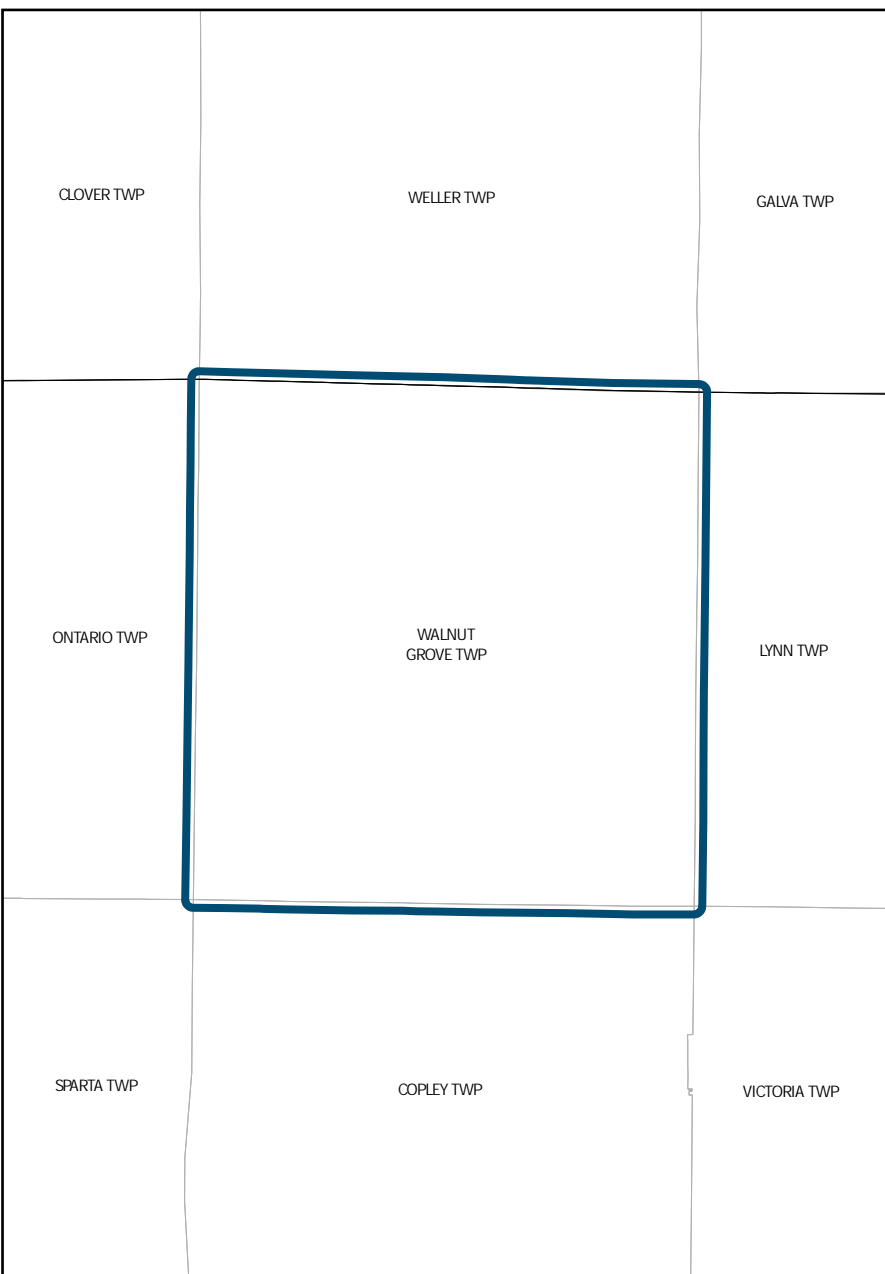 CLOVER TWP
WELLER TWP
GALVA TWP
ONTARIO TWP
WALNUT
GROVE TWP
LYNN TWP
SPARTA TWP
COPLEY TWP
VICTORIA TWP